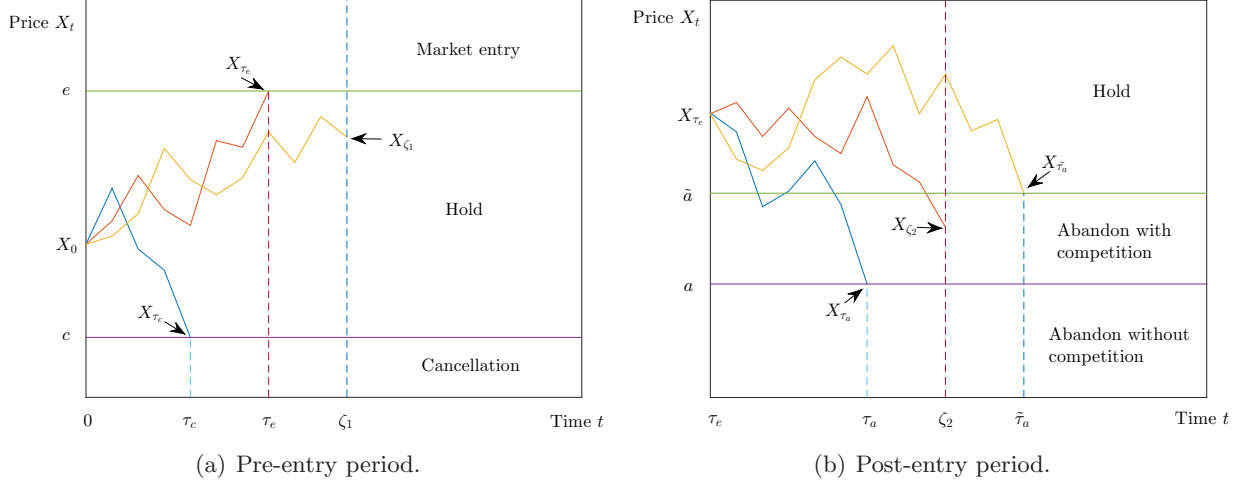 Price X_t
Market entry
X_{τ_e}
e
X_{ζ_1}
Hold
X_0
X_{τ_c}
c
Cancellation
0
τ_c
τ_e
ζ_1
Time t
(a) Pre-entry period.
Price X_t
Hold
X_{τ_e}
X_{τ̃_a}
ã
X_{ζ_2}
Abandon with
competition
a
X_{τ_a}
Abandon without
competition
τ_e
τ_a
ζ_2
τ̃_a
Time t
(b) Post-entry period.